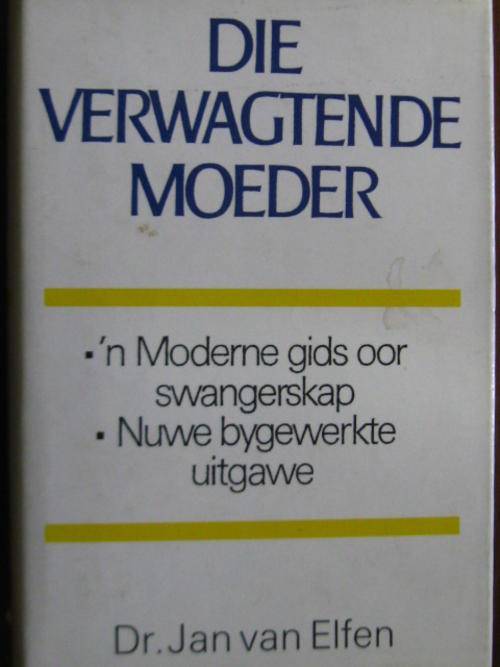 DIE
VERWAGTENDE
MOEDER
▪ 'n Moderne gids oor
swangerskap
▪ Nuwe bygewerkte
uitgawe
Dr. Jan van Elfen